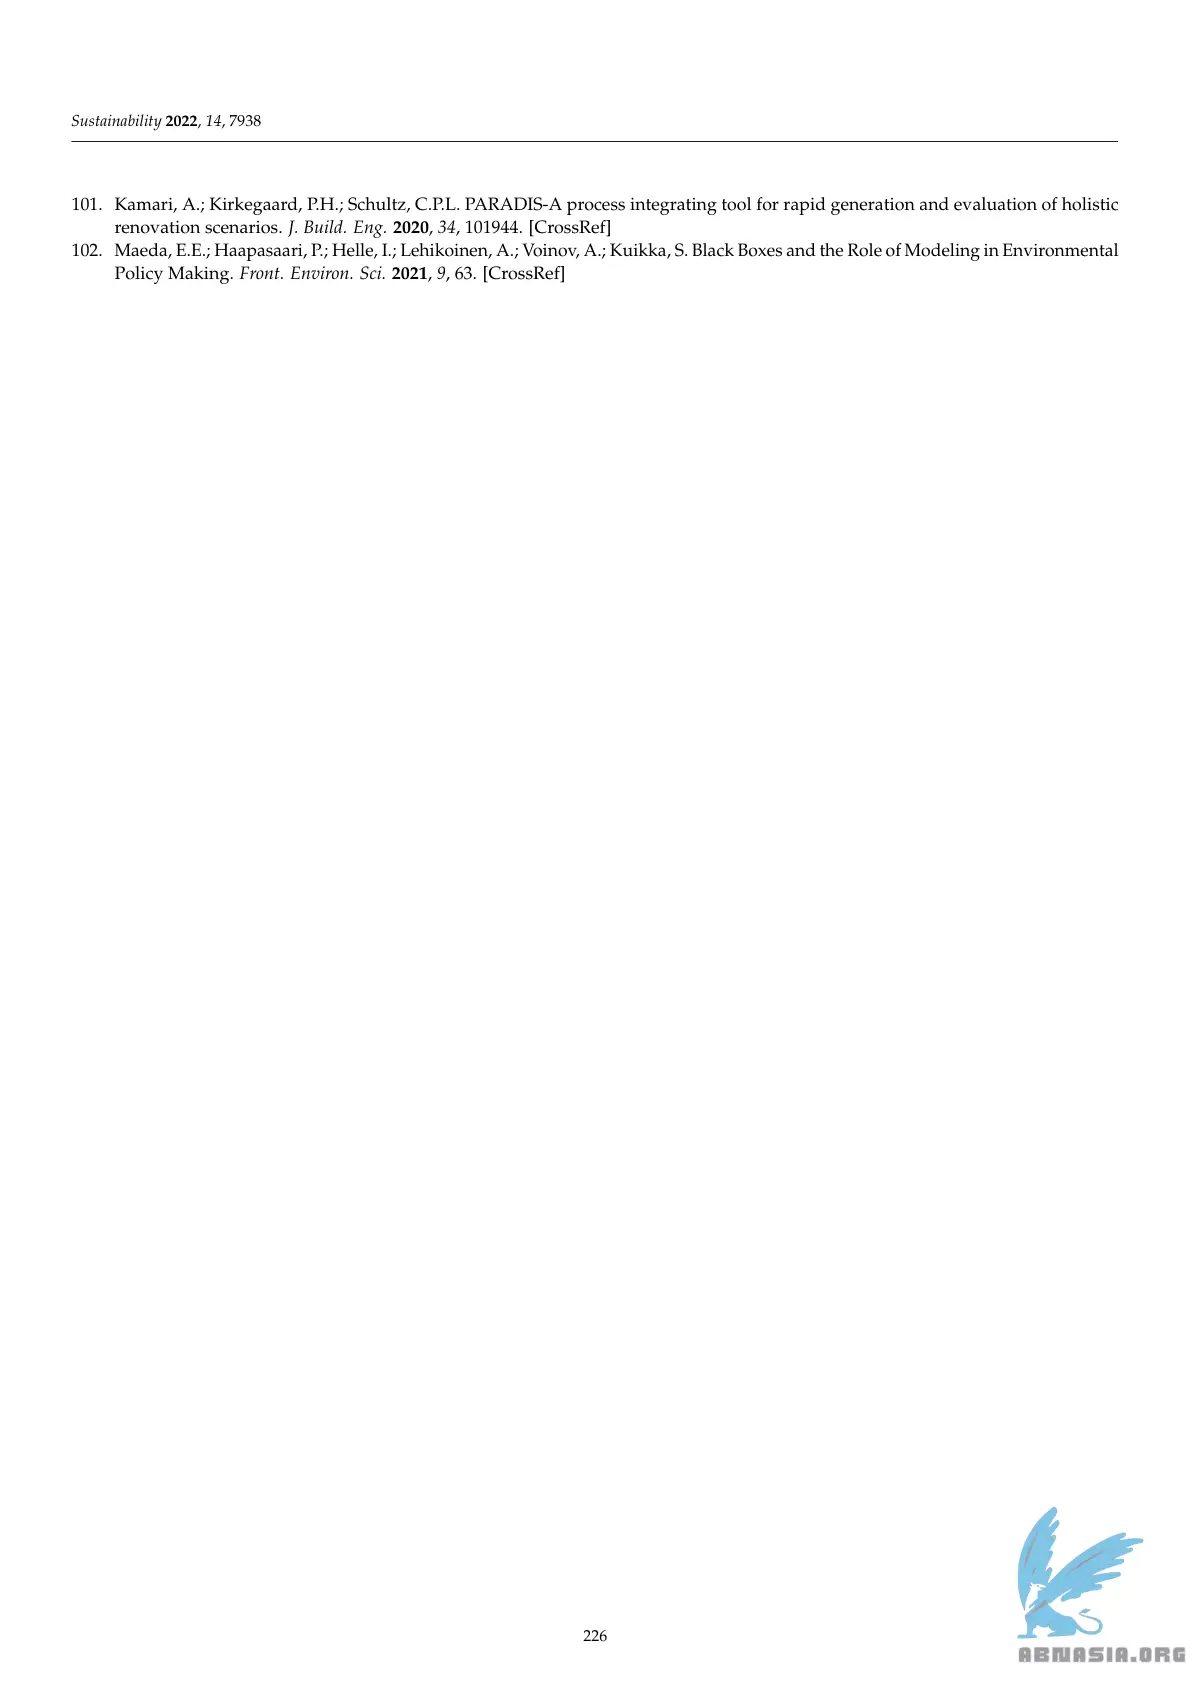 Sustainability 2022, 14, 7938
101. Kamari, A.; Kirkegaard, P.H.; Schultz, C.P.L. PARADIS-A process integrating tool for rapid generation and evaluation of holistic
renovation scenarios. J. Build. Eng. 2020, 34, 101944. [CrossRef]
102. Maeda, E.E.; Haapasaari, P.; Helle, I.; Lehikoinen, A.; Voinov, A.; Kuikka, S. Black Boxes and the Role of Modeling in Environmental
Policy Making. Front. Environ. Sci. 2021, 9, 63. [CrossRef]
226
ABNASIA.ORG